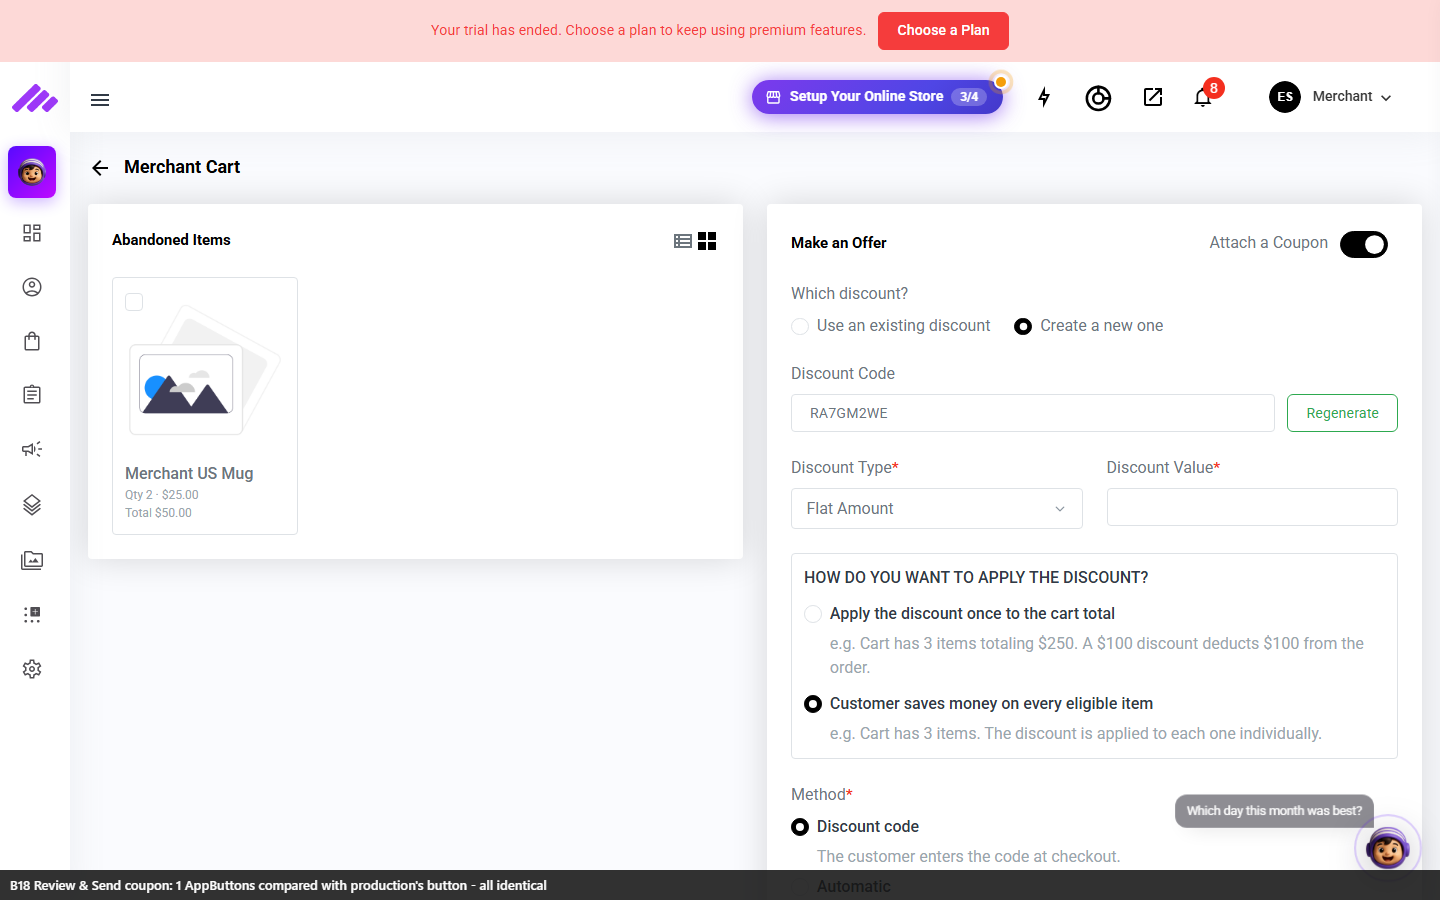 Your trial has ended. Choose a plan to keep using premium features.
Choose a Plan
Setup Your Online Store 3/4
8
ES
Merchant
Merchant Cart
Abandoned Items
Merchant US Mug
Qty 2 · $25.00
Total $50.00
Make an Offer
Attach a Coupon
Which discount?
Use an existing discount
Create a new one
Discount Code
RA7GM2WE
Regenerate
Discount Type*
Discount Value*
Flat Amount
HOW DO YOU WANT TO APPLY THE DISCOUNT?
Apply the discount once to the cart total
e.g. Cart has 3 items totaling $250. A $100 discount deducts $100 from the
order.
Customer saves money on every eligible item
e.g. Cart has 3 items. The discount is applied to each one individually.
Method*
Which day this month was best?
Discount code
The customer enters the code at checkout.
Automatic
B18 Review & Send coupon: 1 AppButtons compared with production's button - all identical